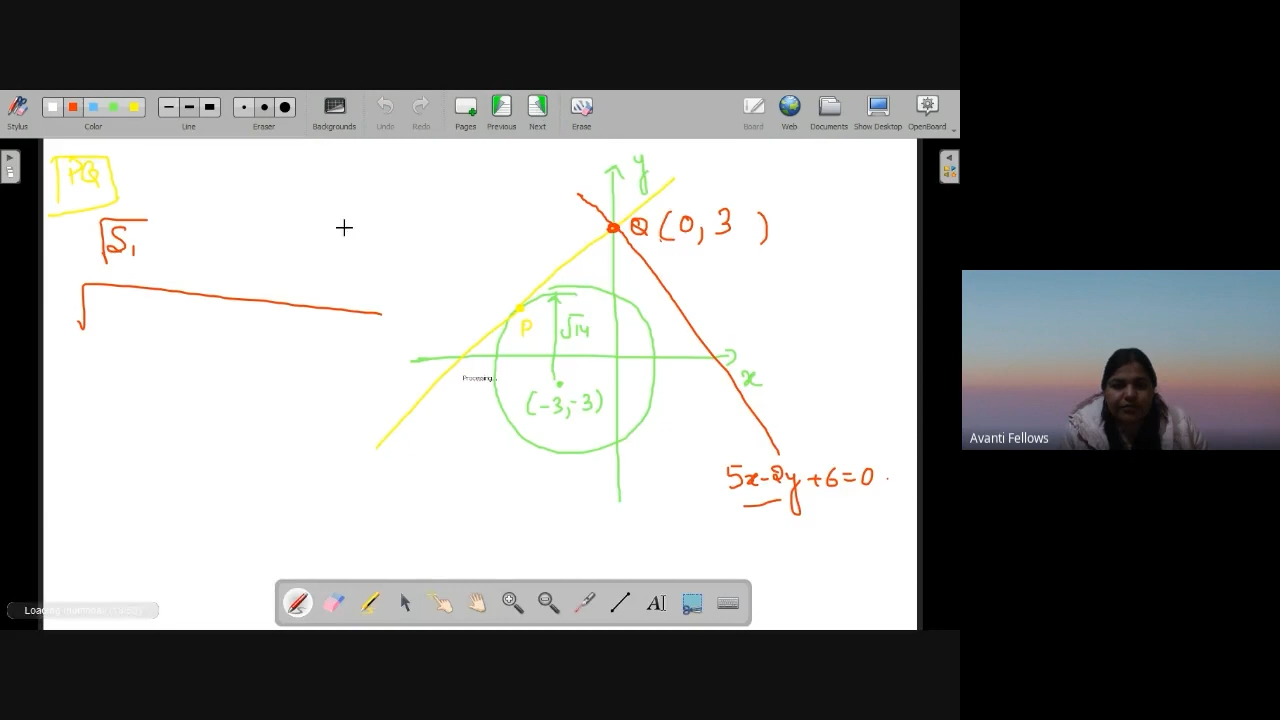 Stylus
Color
Line
Eraser
Backgrounds
Undo
Redo
Pages
Previous
Next
Erase
Board
Web
Documents
Show Desktop
OpenBoard
PQ
√S₁
y
Q (0, 3 )
P
√14
Processing...
x
(-3,-3)
5x-2y+6=0
Avanti Fellows